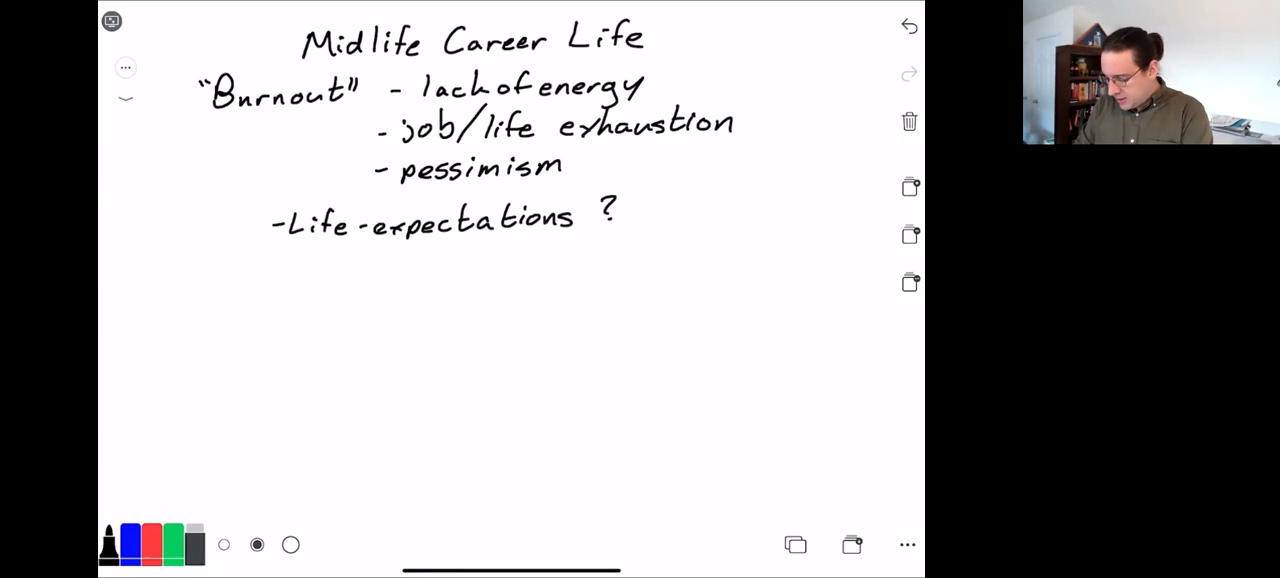 Midlife Career Life
"Burnout" - lack of energy
- job/life exhaustion
- pessimism
- Life - expectations ?